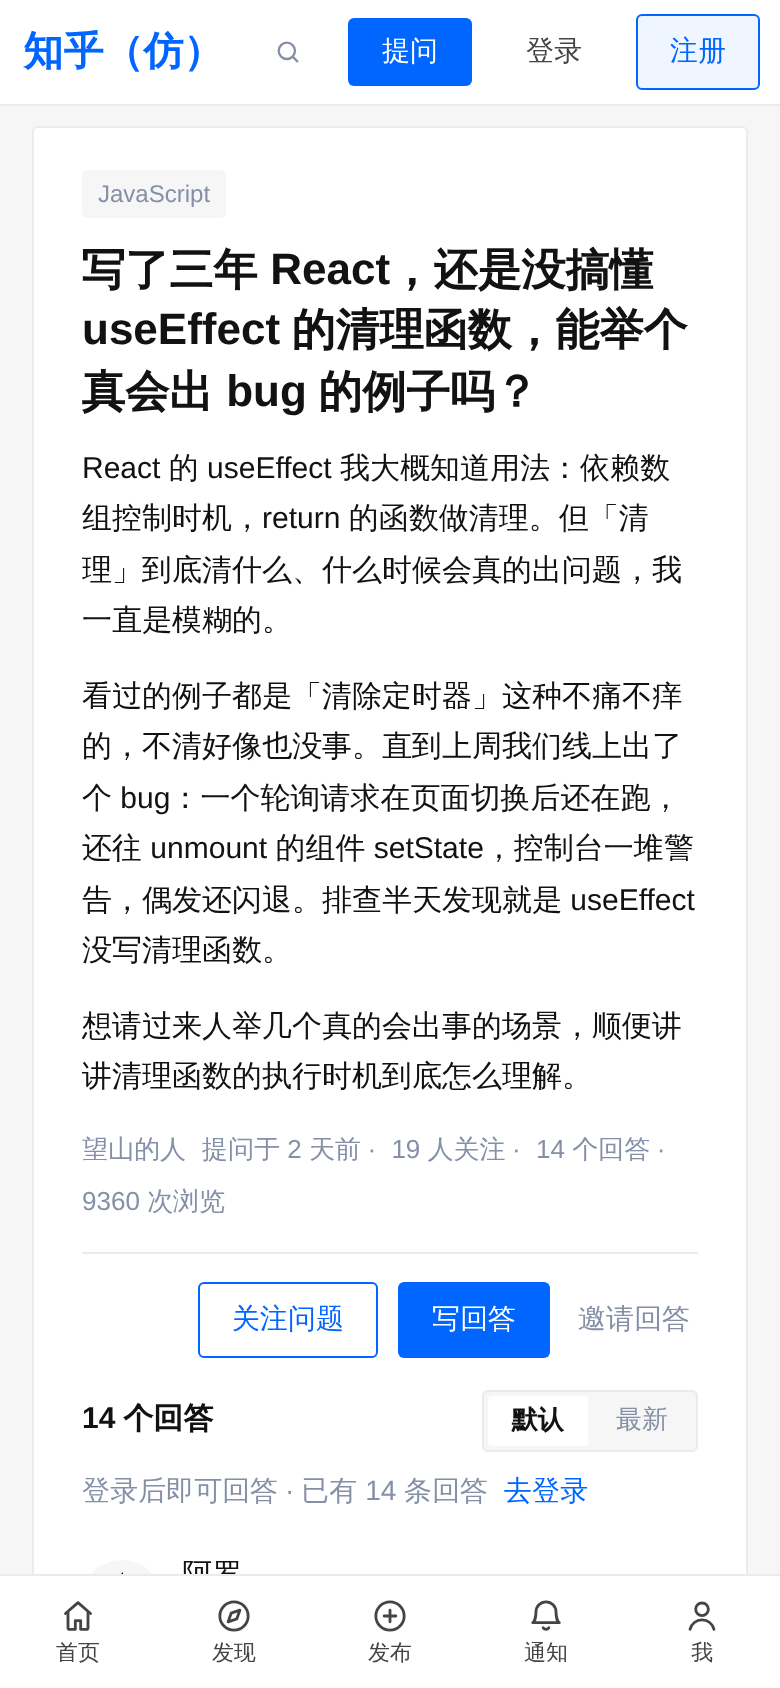 知乎（仿）
提问
登录
注册
JavaScript
写了三年 React，还是没搞懂
useEffect 的清理函数，能举个
真会出 bug 的例子吗？
React 的 useEffect 我大概知道用法：依赖数
组控制时机，return 的函数做清理。但「清
理」到底清什么、什么时候会真的出问题，我
一直是模糊的。
看过的例子都是「清除定时器」这种不痛不痒
的，不清好像也没事。直到上周我们线上出了
个 bug：一个轮询请求在页面切换后还在跑，
还往 unmount 的组件 setState，控制台一堆警
告，偶发还闪退。排查半天发现就是 useEffect
没写清理函数。
想请过来人举几个真的会出事的场景，顺便讲
讲清理函数的执行时机到底怎么理解。
望山的人 提问于 2 天前 · 19 人关注 · 14 个回答 ·
9360 次浏览
关注问题
写回答
邀请回答
14 个回答
默认
最新
登录后即可回答 · 已有 14 条回答 去登录
阿罗
首页
发现
发布
通知
我